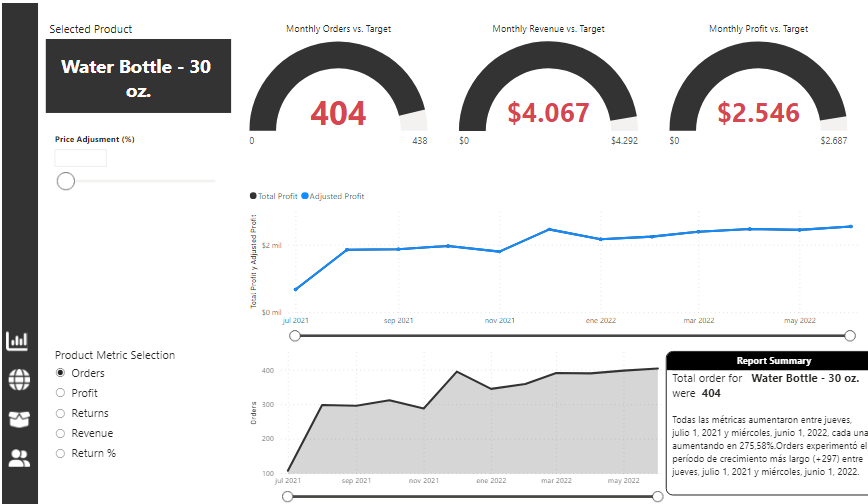 Selected Product
Water Bottle - 30
oz.
Price Adjusment (%)
Monthly Orders vs. Target
404
0
438
Monthly Revenue vs. Target
$4.067
$0
$4.292
Monthly Profit vs. Target
$2.546
$0
$2.687
Total Profit Adjusted Profit
Total Profit y Adjusted Profit
$2 mil
$0 mil
jul 2021
sep 2021
nov 2021
ene 2022
mar 2022
may 2022
Product Metric Selection
Orders
Profit
Returns
Revenue
Return %
Orders
400
300
200
100
jul 2021
sep 2021
nov 2021
ene 2022
mar 2022
may 2022
Report Summary
Total order for Water Bottle - 30 oz.
were 404
Todas las métricas aumentaron entre jueves,
julio 1, 2021 y miércoles, junio 1, 2022, cada una
aumentando en 275,58%.Orders experimentó el
período de crecimiento más largo (+297) entre
jueves, julio 1, 2021 y miércoles, junio 1, 2022.